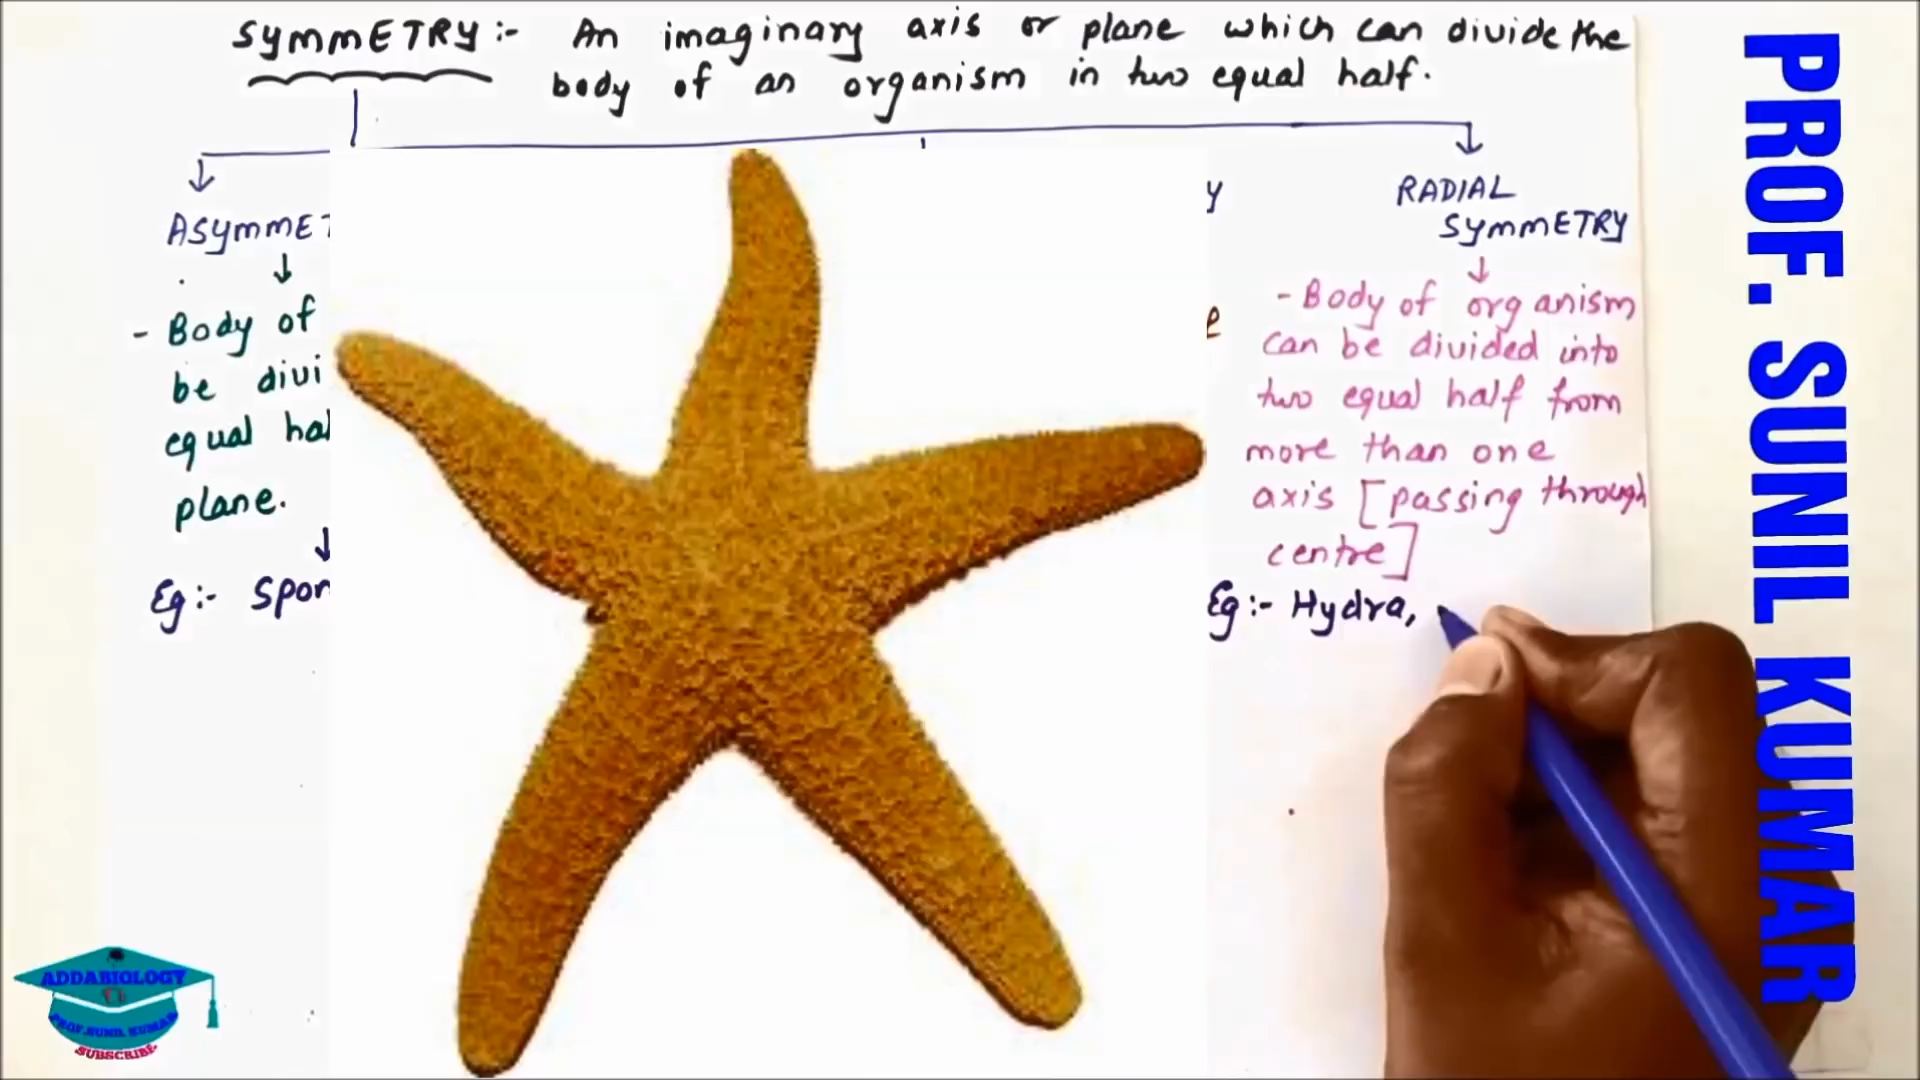 SymmETRY:- An imaginary axis or plane which can divide the
body of an organism in two equal half.
ASymmET
- Body of
be divi
equal hal
plane.
Eg:- Spon
y
e
RADIAL
SymmETRY
- Body of organism
can be divided into
two equal half from
more than one
axis [passing through
centre]
Eg:- Hydra,
PROF. SUNIL KUMAR
ADDABIOLOGY
PROF.SUNIL KUMAR
SUBSCRIBE